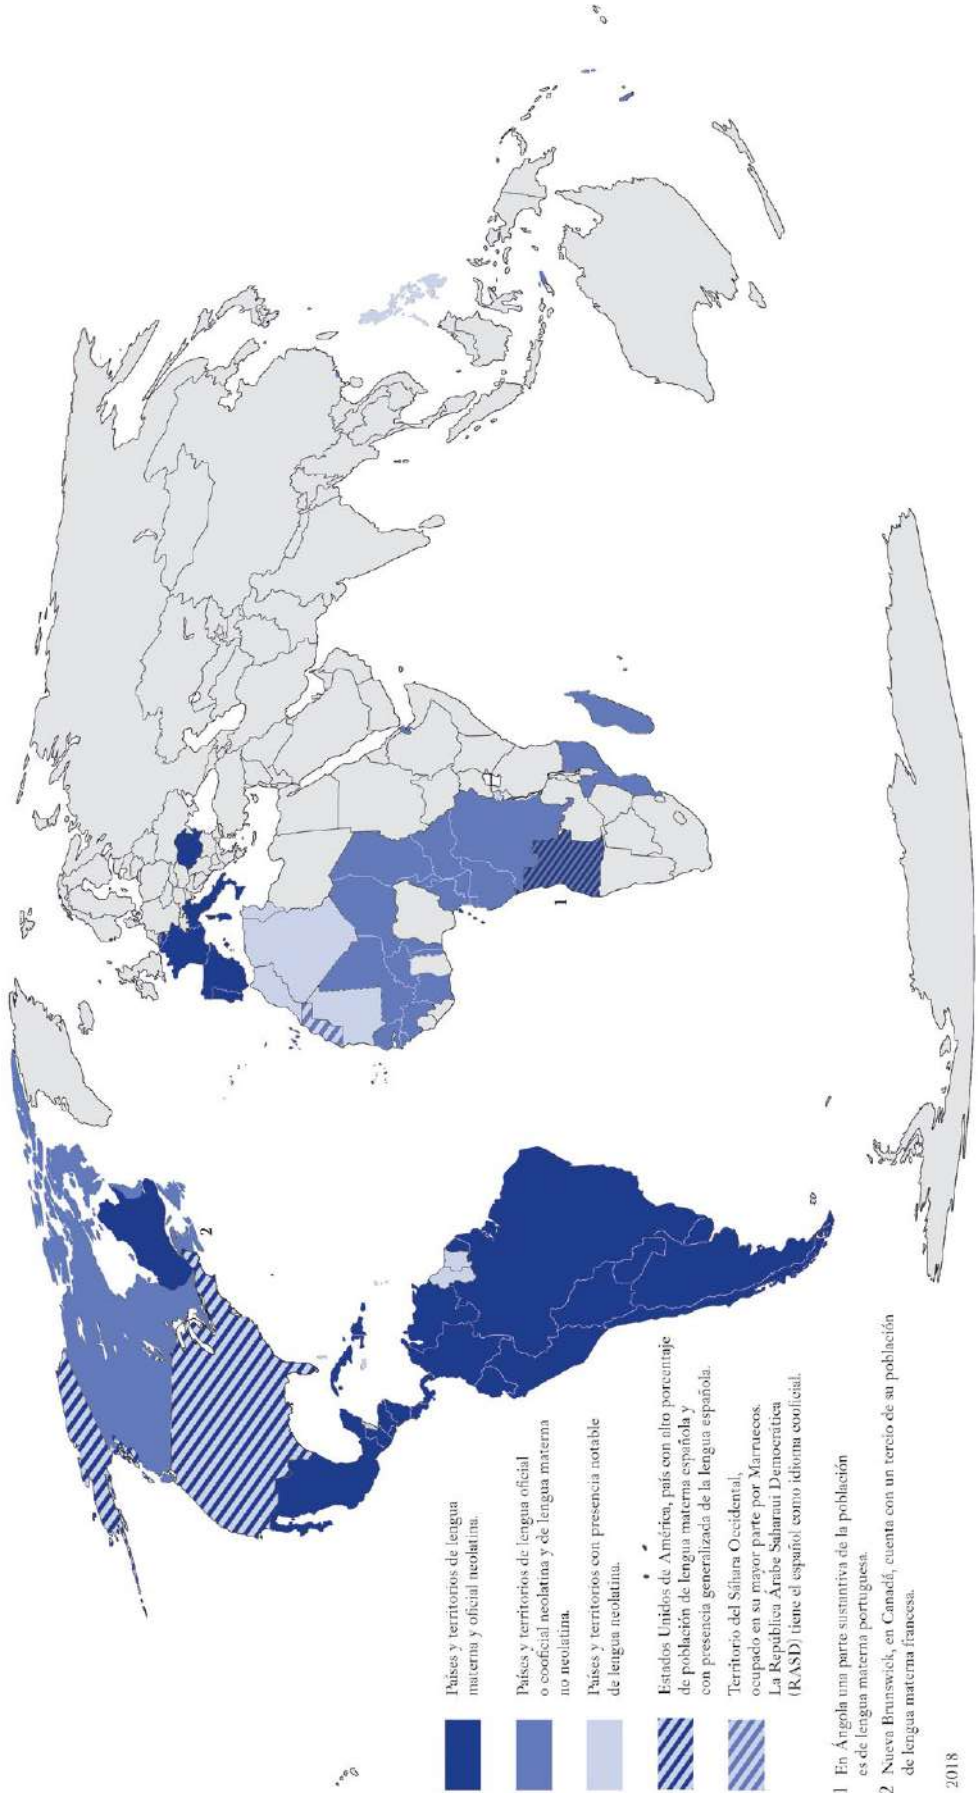 Países y territorios de lengua
materna y oficial neolatina.
Países y territorios de lengua oficial
o cooficial neolatina y de lengua materna
no neolatina.
Países y territorios con presencia notable
de lengua neolatina.
Estados Unidos de América, país con alto porcentaje
de población de lengua materna española y
con presencia generalizada de la lengua española.
Territorio del Sáhara Occidental,
ocupado en su mayor parte por Marruecos.
La República Árabe Saharaui Democrática
(RASD) tiene el español como idioma cooficial.
1 En Ángola una parte sustantiva de la población
es de lengua materna portuguesa.
2 Nueva Brunswick, en Canadá, cuenta con un tercio de su población
de lengua materna francesa.
2018
2
1